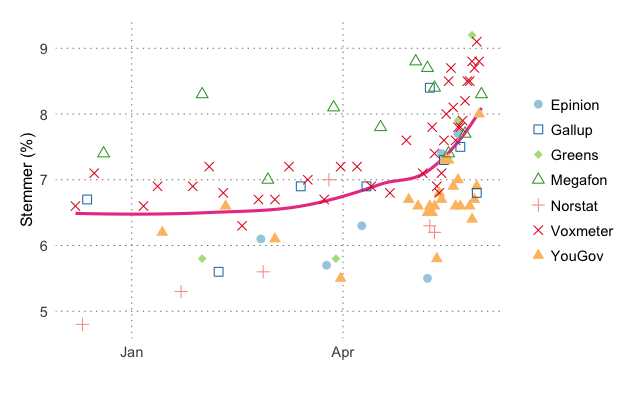 Stemmer (%)
9
8
7
6
5
Jan
Apr
Epinion
Gallup
Greens
Megafon
Norstat
Voxmeter
YouGov